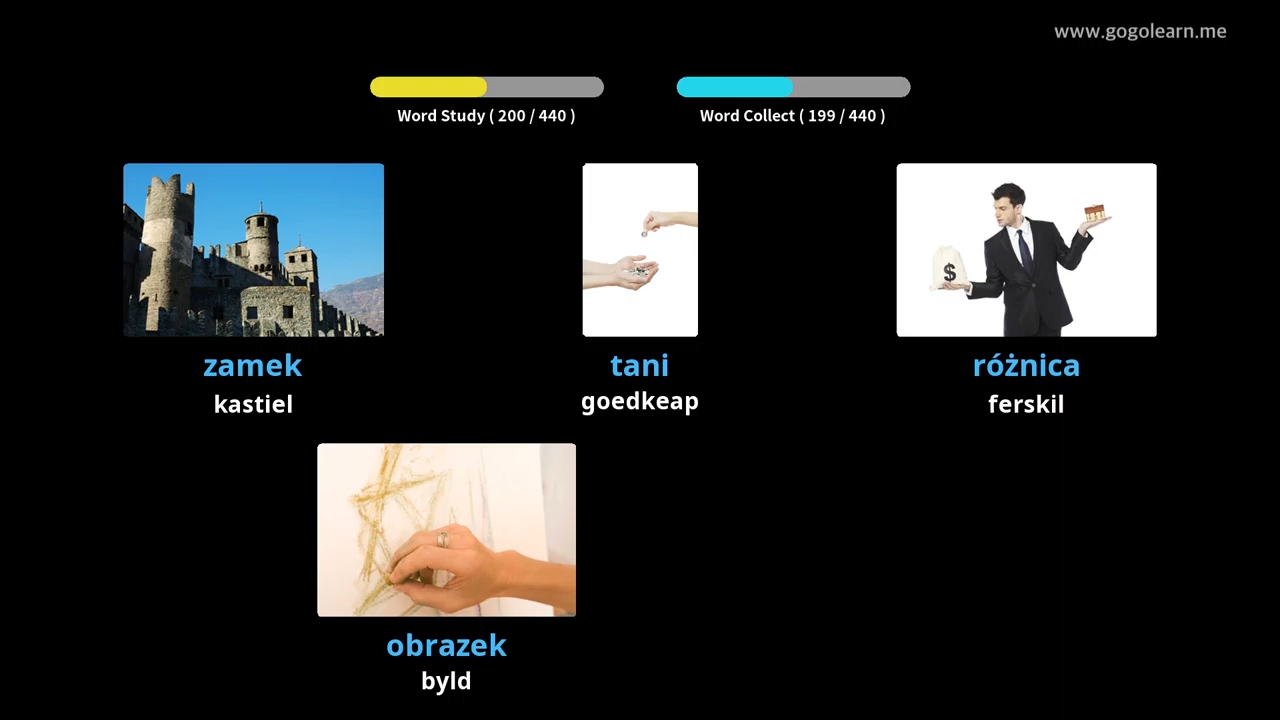 www.gogolearn.me
Word Study ( 200 / 440 )
Word Collect ( 199 / 440 )
zamek
kastiel
tani
goedkeap
różnica
ferskil
$
obrazek
byld